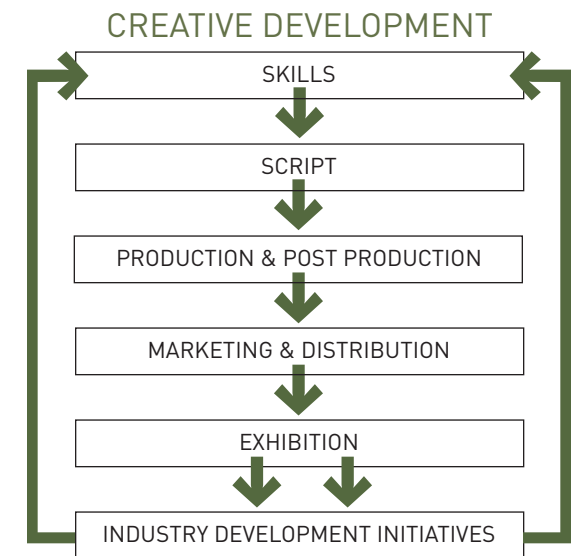 CREATIVE DEVELOPMENT
SKILLS
SCRIPT
PRODUCTION & POST PRODUCTION
MARKETING & DISTRIBUTION
EXHIBITION
INDUSTRY DEVELOPMENT INITIATIVES